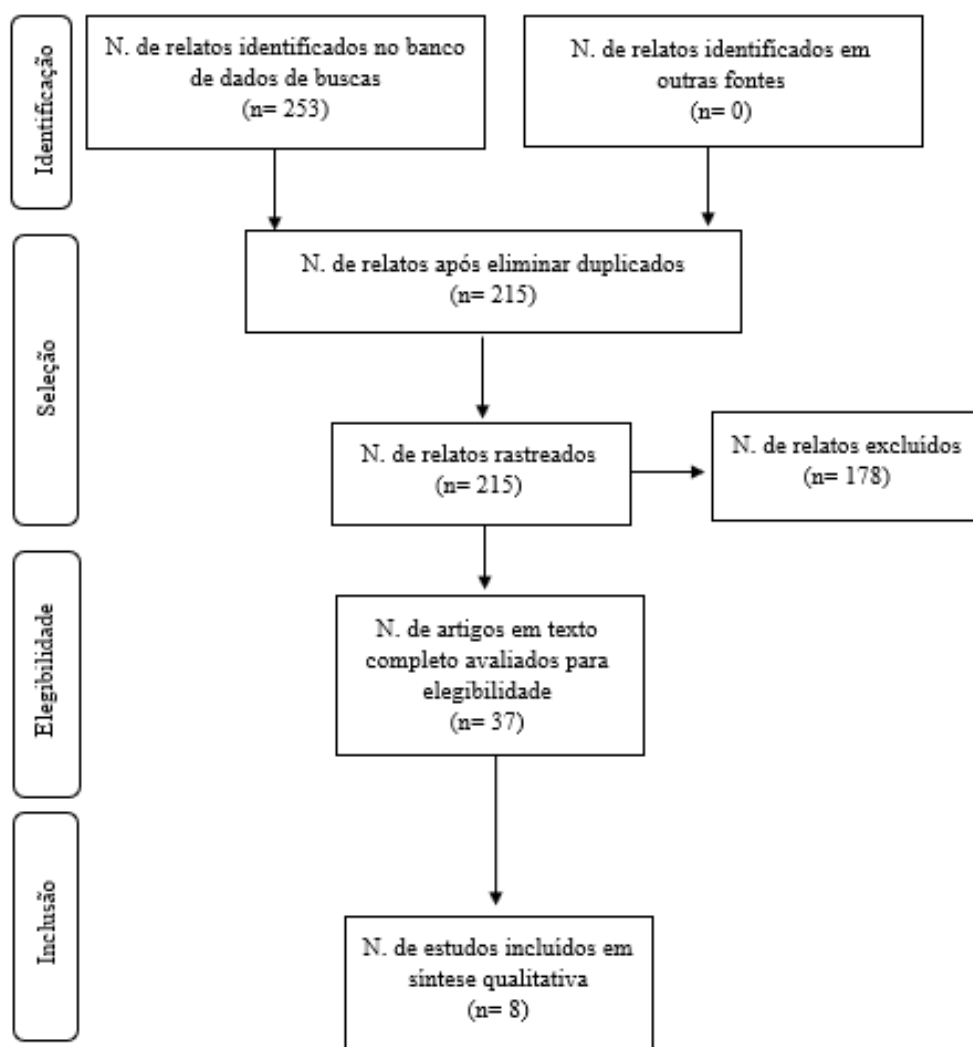 Identificação
N. de relatos identificados no banco
de dados de buscas
(n= 253)
N. de relatos identificados em
outras fontes
(n= 0)
Seleção
N. de relatos após eliminar duplicados
(n= 215)
N. de relatos rastreados
(n= 215)
N. de relatos excluídos
(n= 178)
Elegibilidade
N. de artigos em texto
completo avaliados para
elegibilidade
(n= 37)
Inclusão
N. de estudos incluídos em
síntese qualitativa
(n= 8)